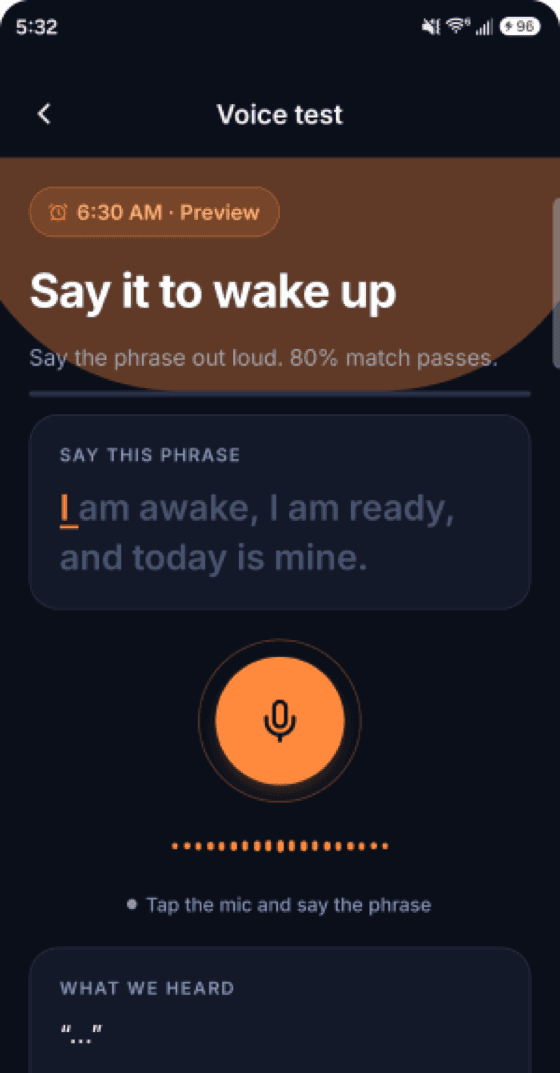 5:32
6
96
Voice test
6:30 AM · Preview
Say it to wake up
Say the phrase out loud. 80% match passes.
SAY THIS PHRASE
I am awake, I am ready,
and today is mine.
Tap the mic and say the phrase
WHAT WE HEARD
“...”